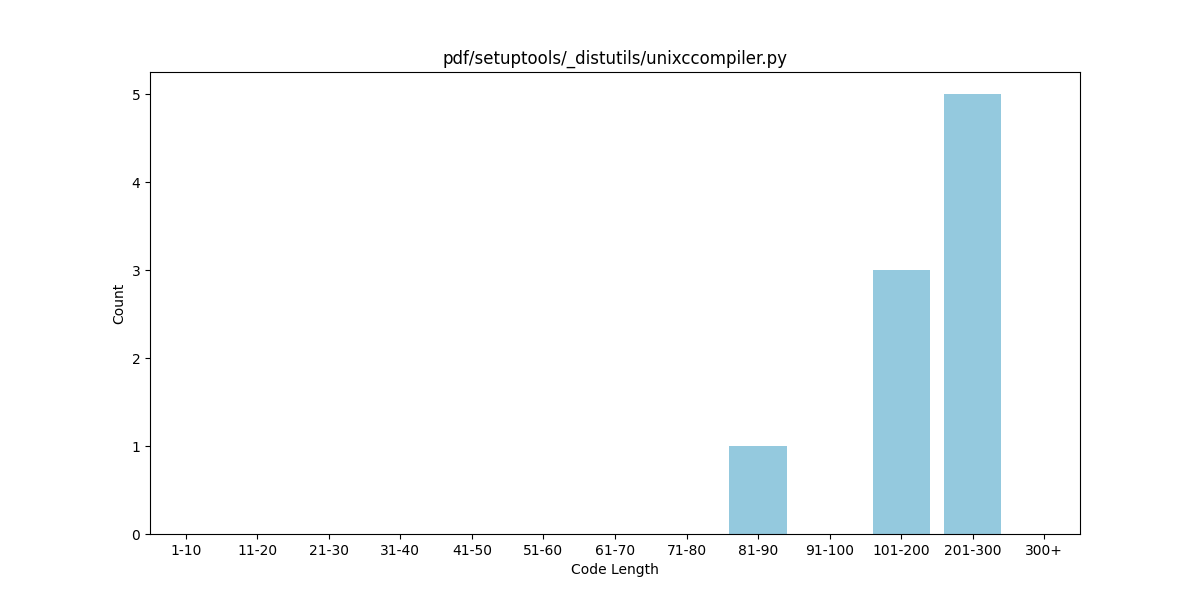 pdf/setuptools/_distutils/unixccompiler.py
5
4
3
2
1
0
Count
1-10 11-20 21-30 31-40 41-50 51-60 61-70 71-80 81-90 91-100 101-200 201-300 300+
Code Length